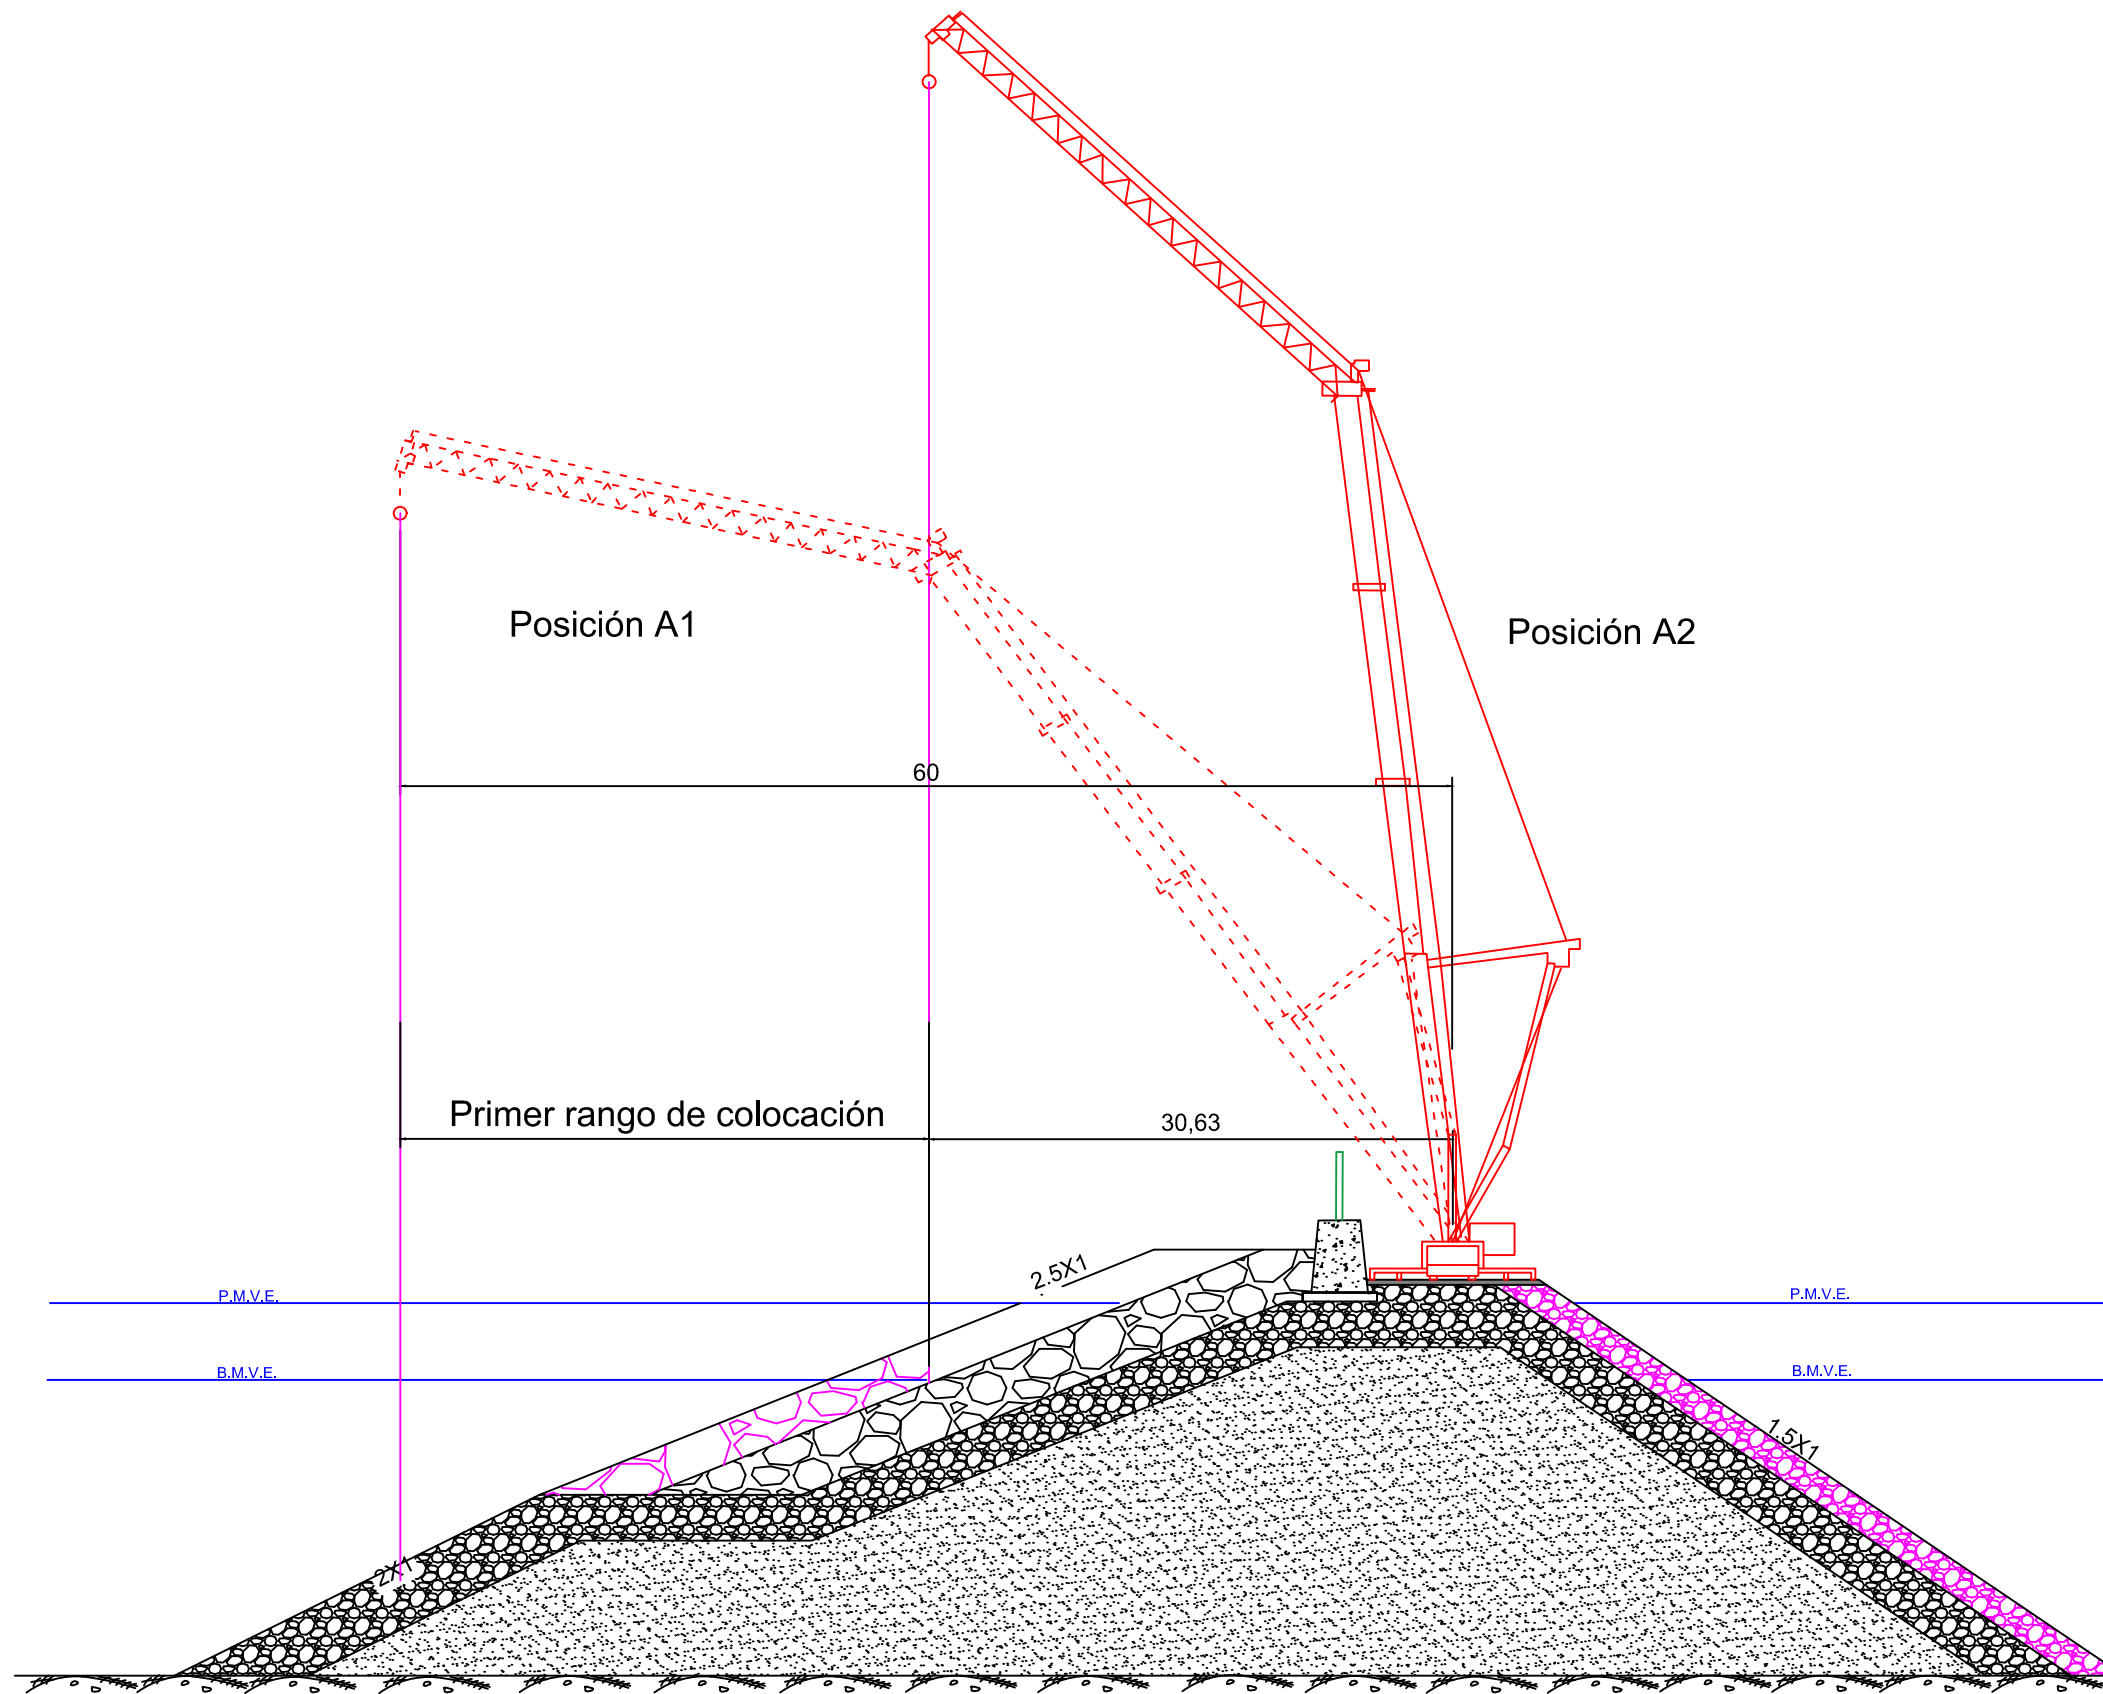 Posición A1
Posición A2
60
Primer rango de colocación
30,63
2.5X1
P.M.V.E.
P.M.V.E.
B.M.V.E.
B.M.V.E.
1.5X1
2X1